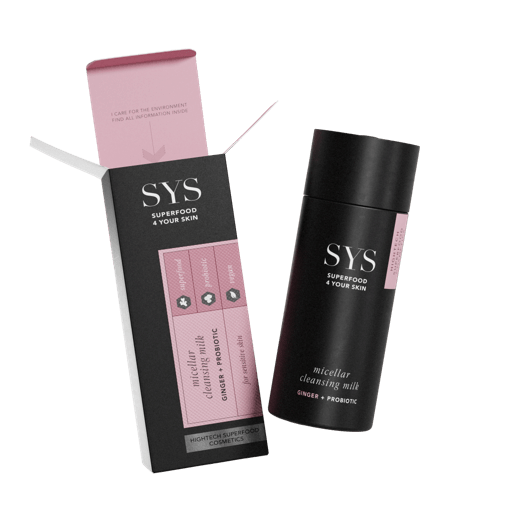 I CARE FOR THE ENVIRONMENT
FIND ALL INFORMATION INSIDE
SYS
SUPERFOOD
4 YOUR SKIN
superfood
probiotic
vegan
micellar
cleansing milk
GINGER + PROBIOTIC
for sensitive skin
HIGHTECH SUPERFOOD
COSMETICS
SYS
SUPERFOOD
4 YOUR SKIN
HIGHTECH
micellar
cleansing milk
GINGER + PROBIOTIC